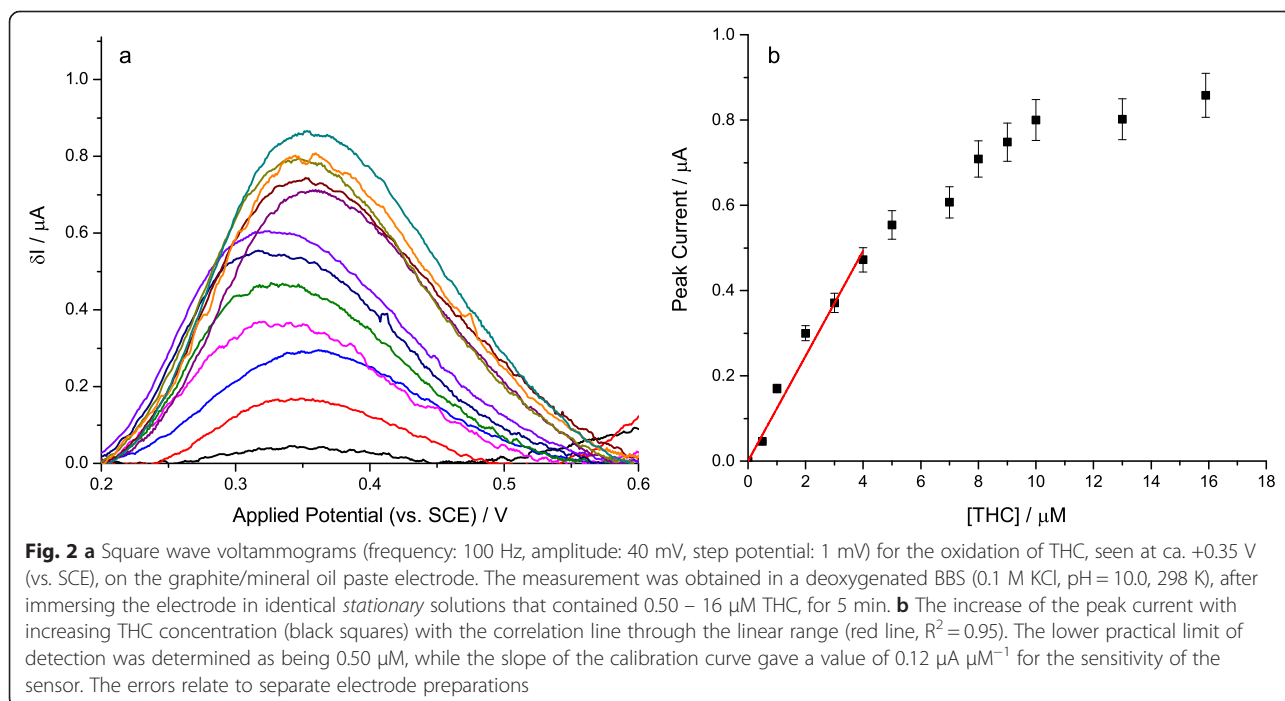 a
1.0
0.8
0.6
0.4
0.2
0.0
δI / μA
0.2 0.3 0.4 0.5 0.6
Applied Potential (vs. SCE) / V
b
1.0
0.8
0.6
0.4
0.2
0.0
Peak Current / μA
0 2 4 6 8 10 12 14 16 18
[THC] / μM
Fig. 2 a Square wave voltammograms (frequency: 100 Hz, amplitude: 40 mV, step potential: 1 mV) for the oxidation of THC, seen at ca. +0.35 V
(vs. SCE), on the graphite/mineral oil paste electrode. The measurement was obtained in a deoxygenated BBS (0.1 M KCl, pH = 10.0, 298 K), after
immersing the electrode in identical stationary solutions that contained 0.50 – 16 μM THC, for 5 min. b The increase of the peak current with
increasing THC concentration (black squares) with the correlation line through the linear range (red line, R² = 0.95). The lower practical limit of
detection was determined as being 0.50 μM, while the slope of the calibration curve gave a value of 0.12 μA μM⁻¹ for the sensitivity of the
sensor. The errors relate to separate electrode preparations